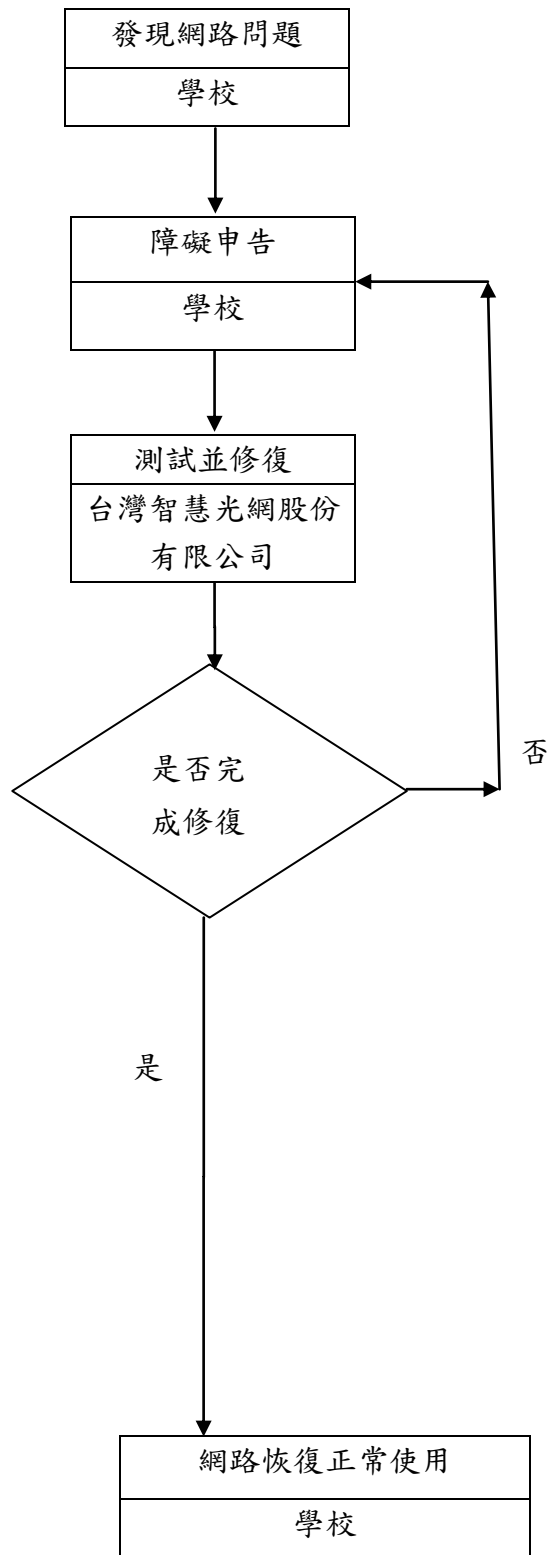 發現網路問題
學校
障礙申告
學校
測試並修復
台灣智慧光網股份
有限公司
是否完
成修復
否
是
網路恢復正常使用
學校